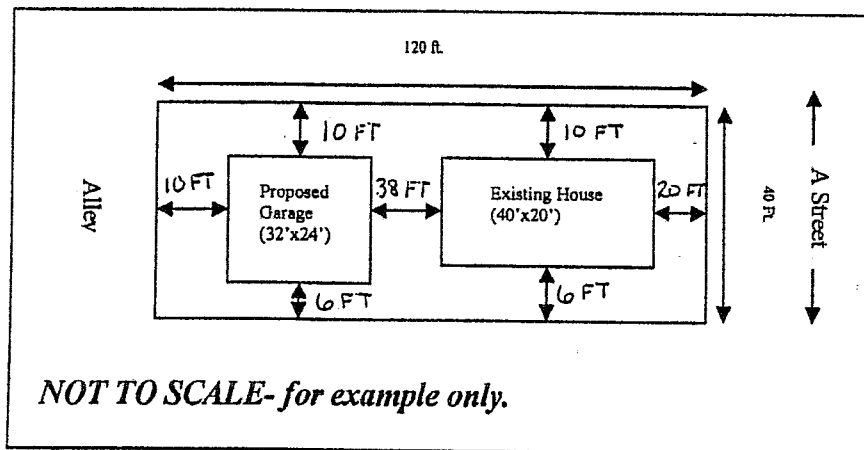 120 ft.
10 FT
10 FT
Alley
10 FT
Proposed
Garage
(32'x24')
38 FT
Existing House
(40'x20')
20 FT
40 Ft.
A Street
6 FT
6 FT
NOT TO SCALE- for example only.